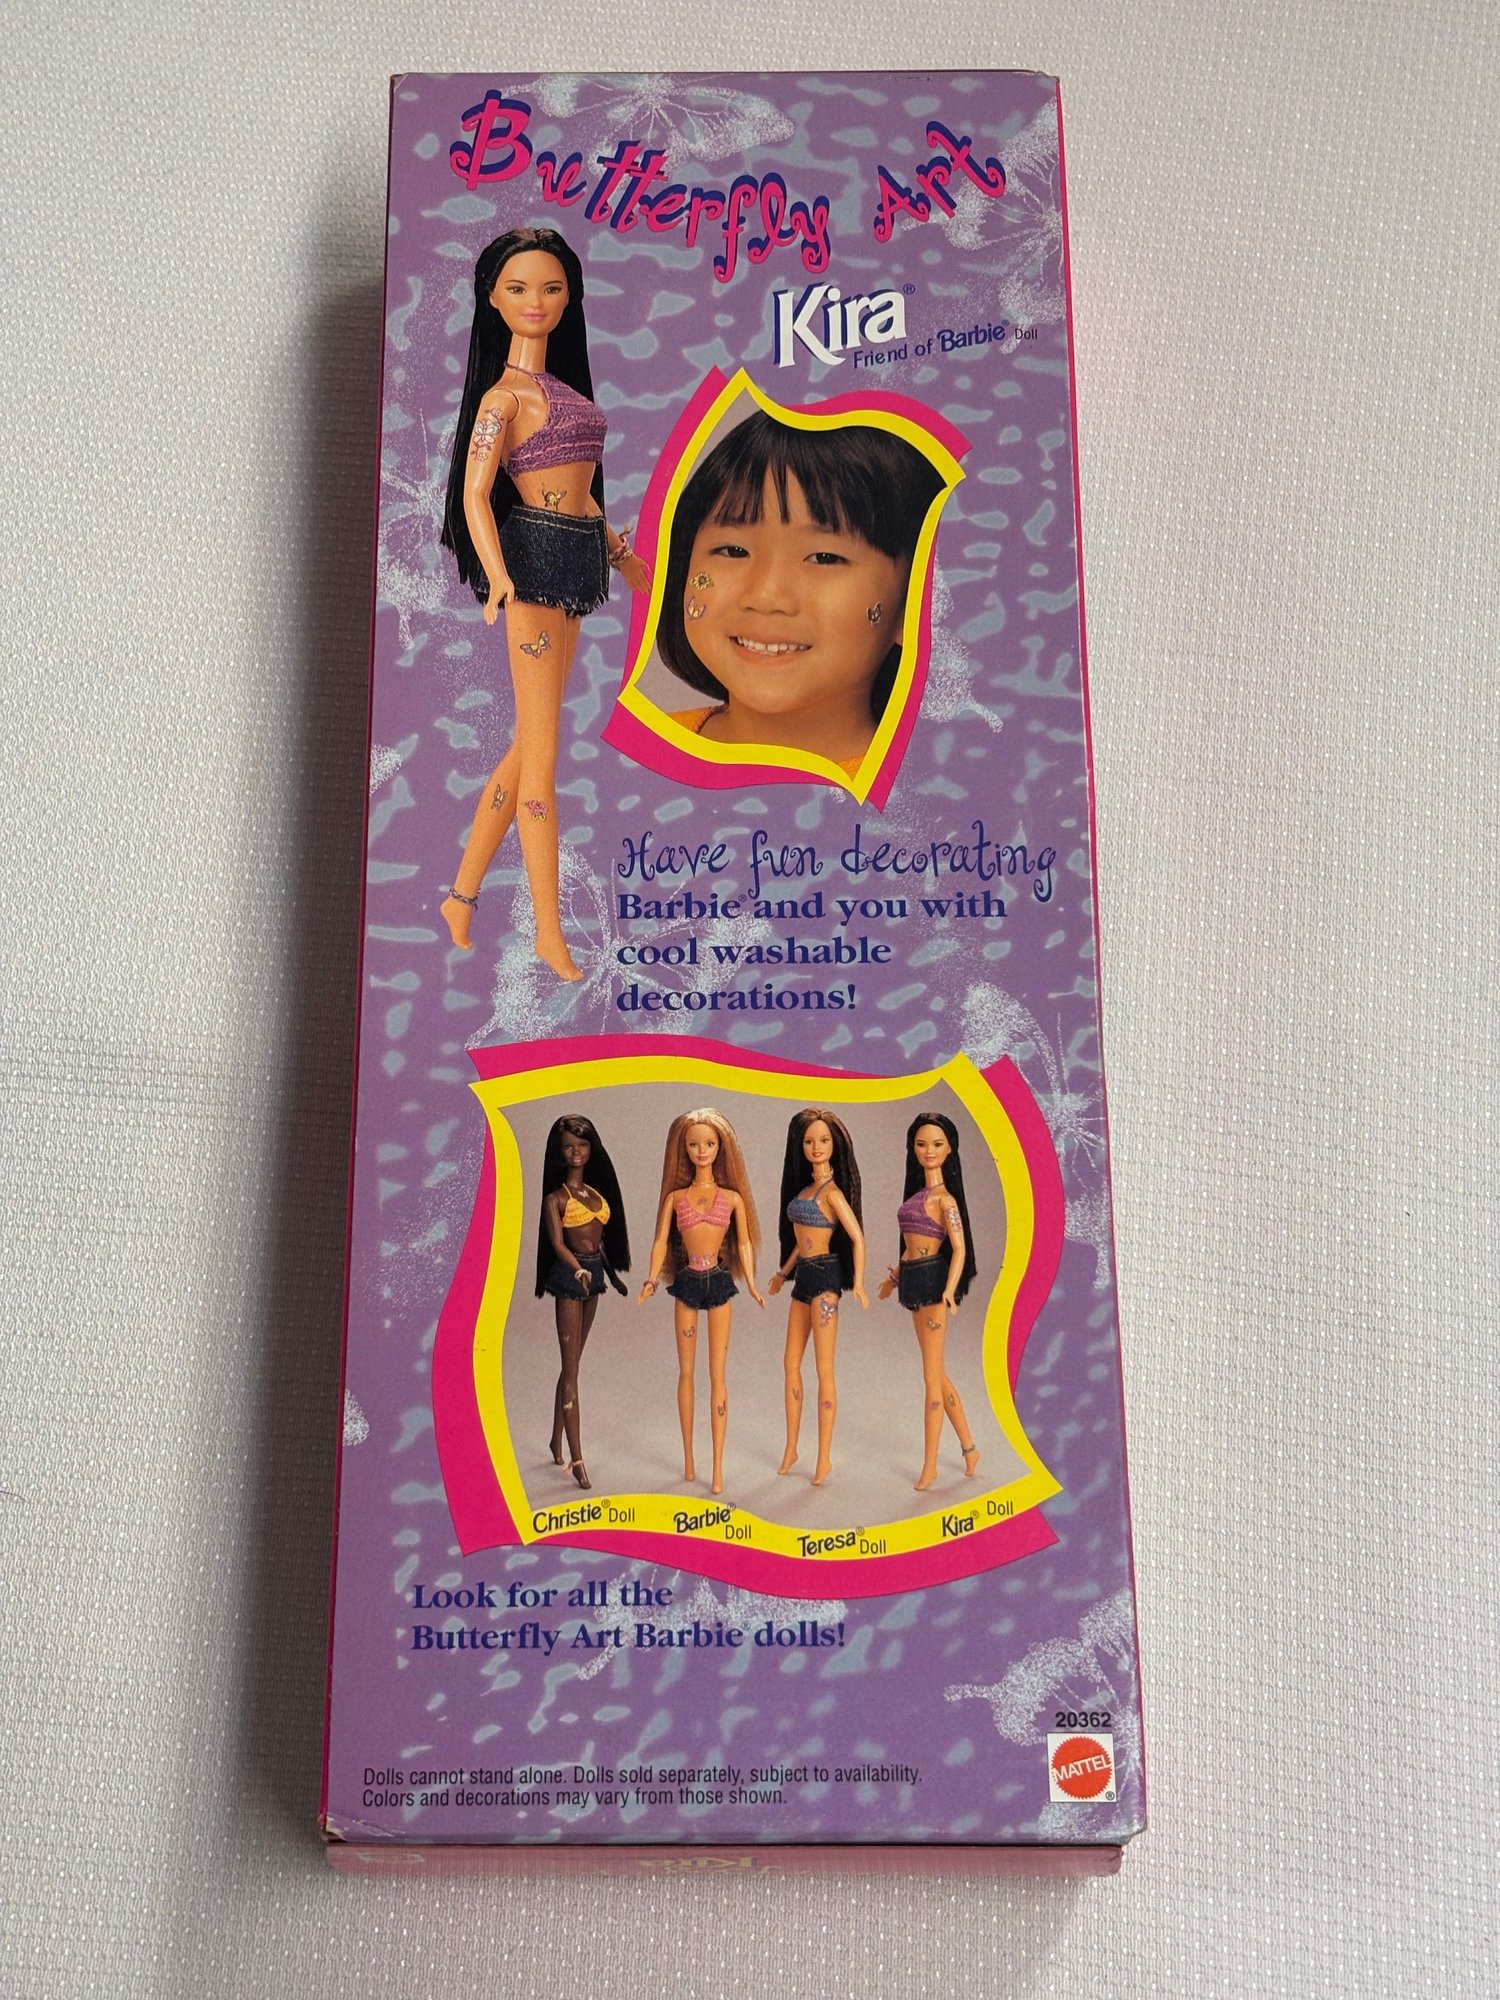 Butterfly Art
Kira®
Friend of Barbie® Doll
Have fun decorating
Barbie® and you with
cool washable
decorations!
Christie® Doll
Barbie® Doll
Teresa® Doll
Kira® Doll
Look for all the
Butterfly Art Barbie® dolls!
20362
MATTEL
®
Dolls cannot stand alone. Dolls sold separately, subject to availability.
Colors and decorations may vary from those shown.